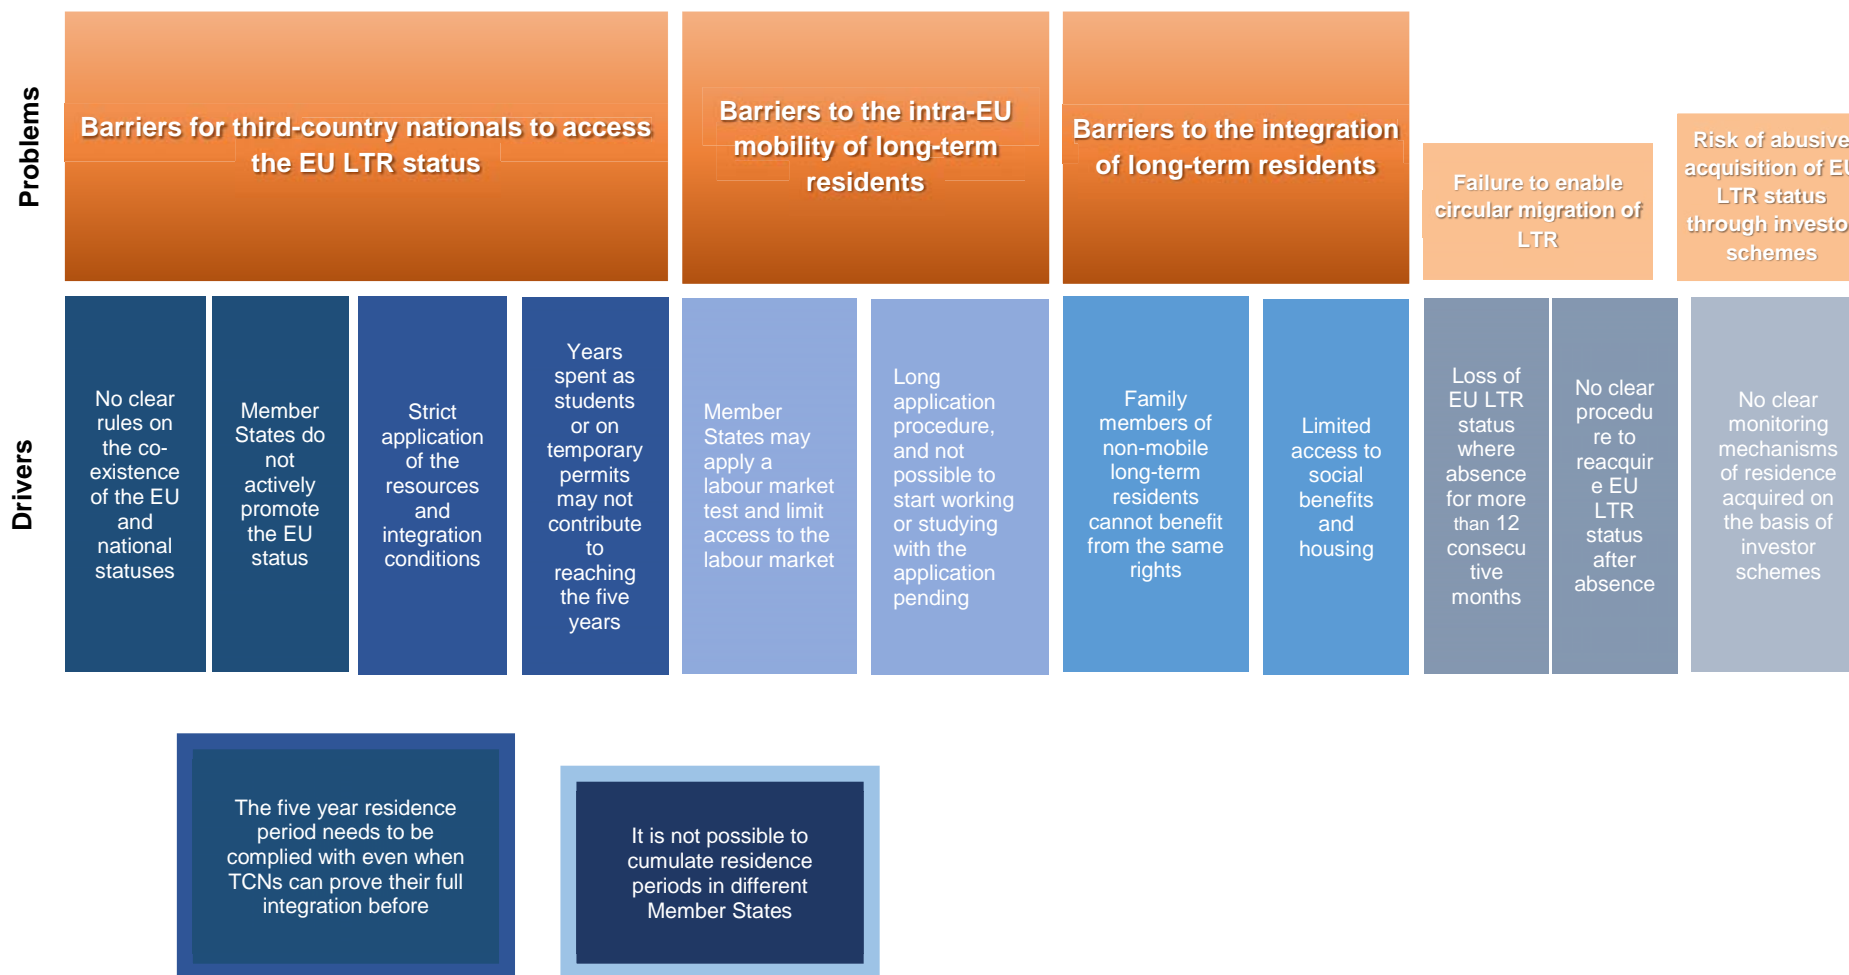 Problems
Barriers for third-country nationals to access
the EU LTR status
Barriers to the intra-EU
mobility of long-term
residents
Barriers to the integration
of long-term residents
Failure to enable
circular migration of
LTR
Risk of abusive
acquisition of EU
LTR status
through investo
schemes
Drivers
No clear
rules on
the co-
existence
of the EU
and
national
statuses
Member
States do
not
actively
promote
the EU
status
Strict
application
of the
resources
and
integration
conditions
Years
spent as
students
or on
temporary
permits
may not
contribute
to
reaching
the five
years
Member
States may
apply a
labour market
test and limit
access to the
labour market
Long
application
procedure,
and not
possible to
start working
or studying
with the
application
pending
Family
members of
non-mobile
long-term
residents
cannot benefit
from the same
rights
Limited
access to
social
benefits
and
housing
Loss of
EU LTR
status
where
absence
for more
than 12
consecu
tive
months
No clear
procedu
re to
reacquir
e EU
LTR
status
after
absence
No clear
monitoring
mechanisms
of residence
acquired on
the basis of
investor
schemes
The five year residence
period needs to be
complied with even when
TCNs can prove their full
integration before
It is not possible to
cumulate residence
periods in different
Member States